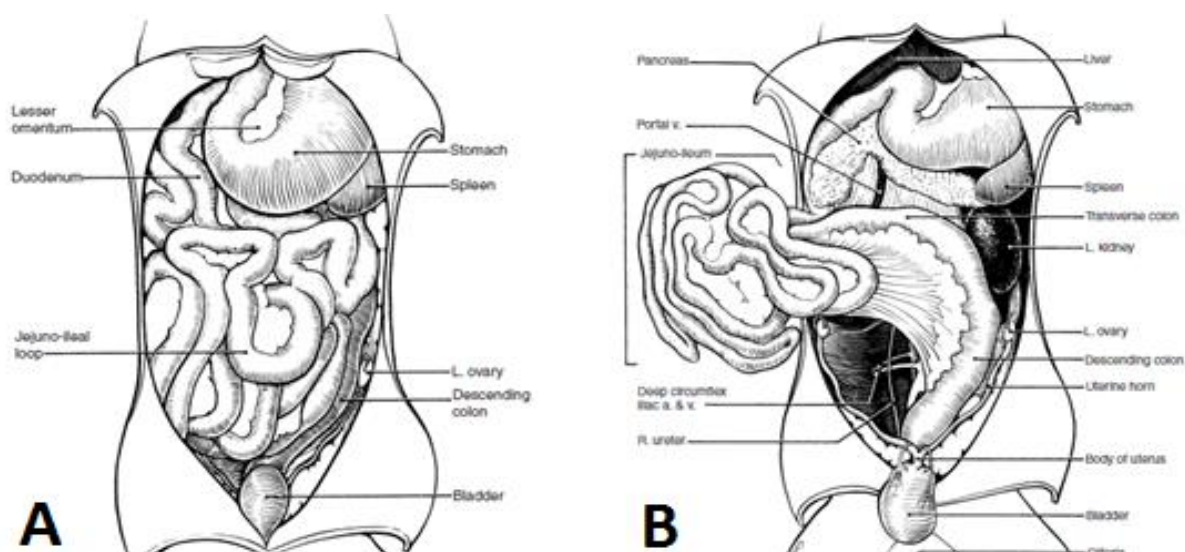 Lesser
omentum
Duodenum
Jejuno-ileal
loop
Stomach
Spleen
L. ovary
Descending
colon
Bladder
A
Pancreas
Portal v.
Jejuno-ileum
Deep circumflex
iliac a. & v.
R. ureter
Liver
Stomach
Spleen
Transverse colon
L. kidney
L. ovary
Descending colon
Uterine horn
Body of uterus
Bladder
B